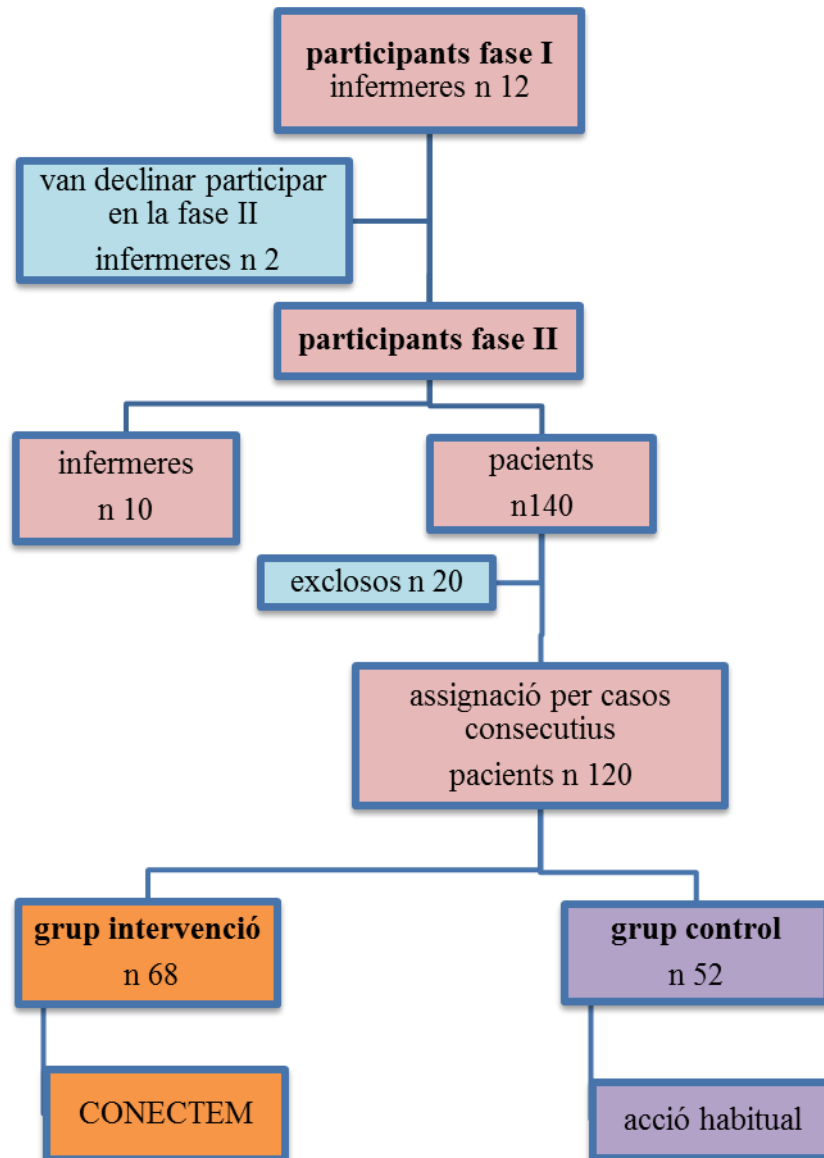 participants fase I
infermeres n 12
van declinar participar
en la fase II
infermeres n 2
participants fase II
infermeres
n 10
pacients
n140
exclosos n 20
assignació per casos
consecutius
pacients n 120
grup intervenció
n 68
grup control
n 52
CONECTEM
acció habitual